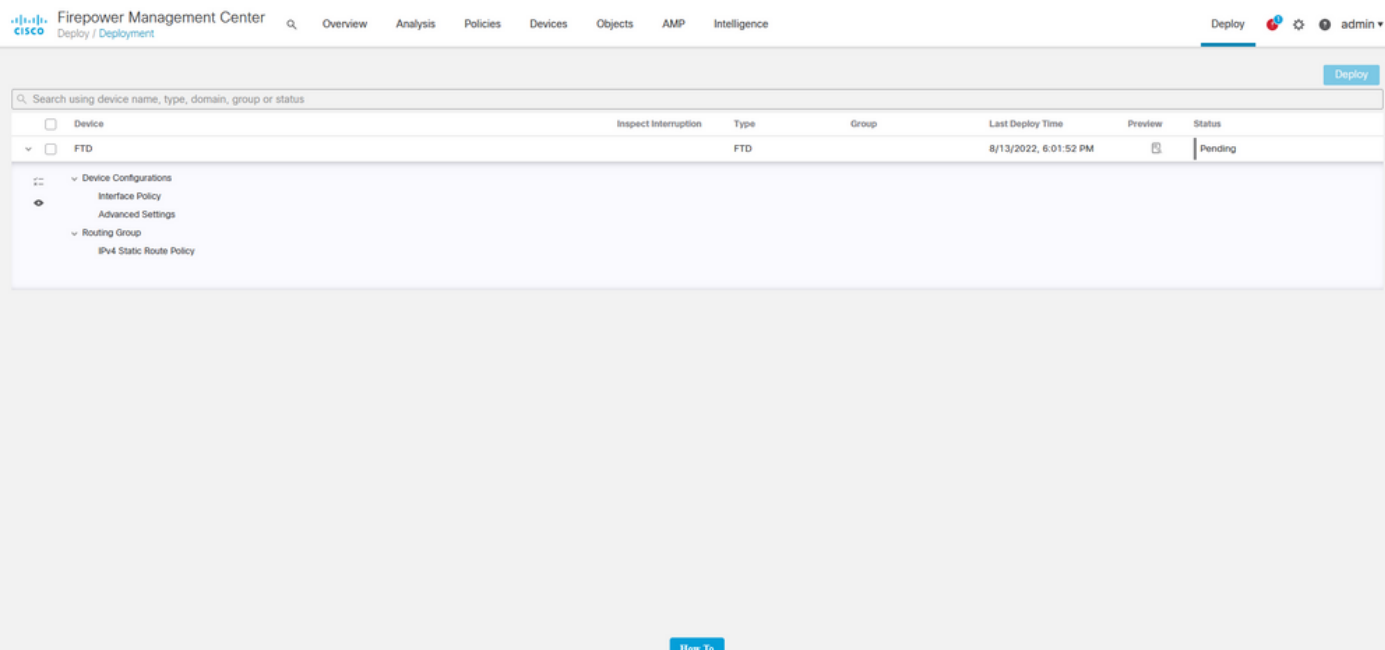 Firepower Management Center
Overview Analysis Policies Devices Objects AMP Intelligence Deploy 1 admin
CISCO Deploy / Deployment
Deploy
Search using device name, type, domain, group or status
Device Inspect Interruption Type Group Last Deploy Time Preview Status
FTD FTD 8/13/2022, 6:01:52 PM Pending
Device Configurations
Interface Policy
Advanced Settings
Routing Group
IPv4 Static Route Policy
How To